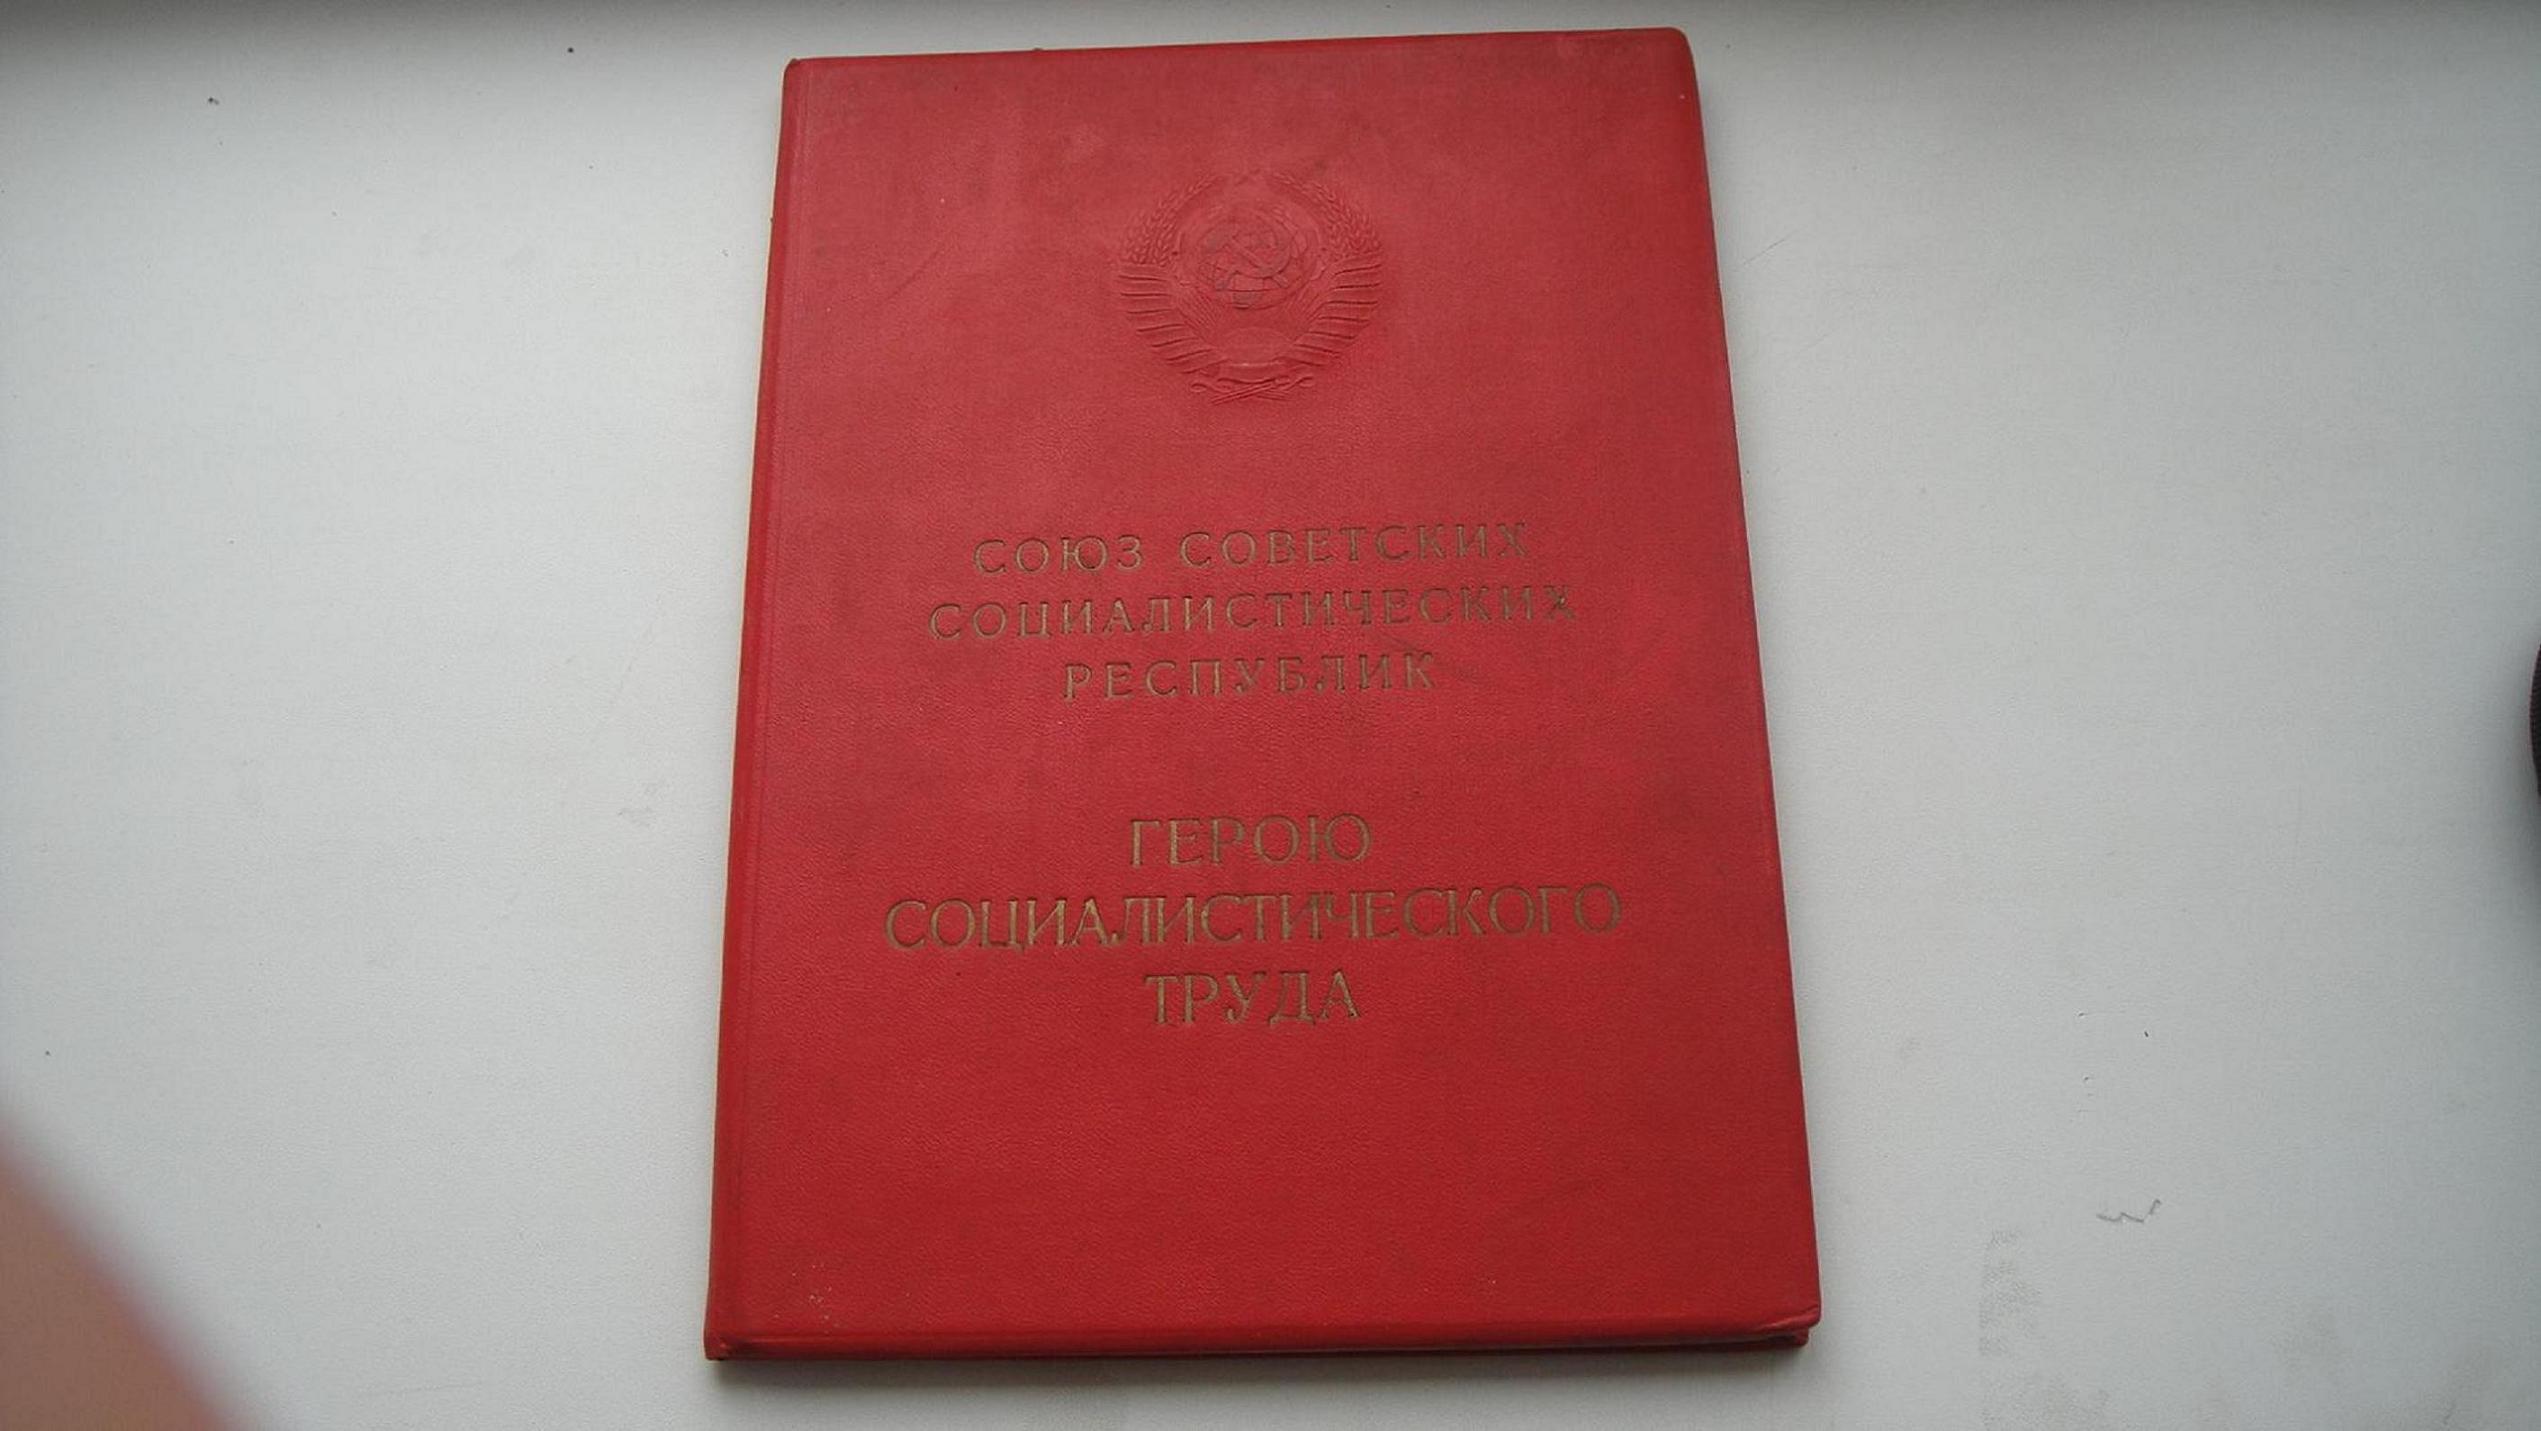 СОЮЗ СОВЕТСКИХ
СОЦИАЛИСТИЧЕСКИХ
РЕСПУБЛИК
ГЕРОЮ
СОЦИАЛИСТИЧЕСКОГО
ТРУДА